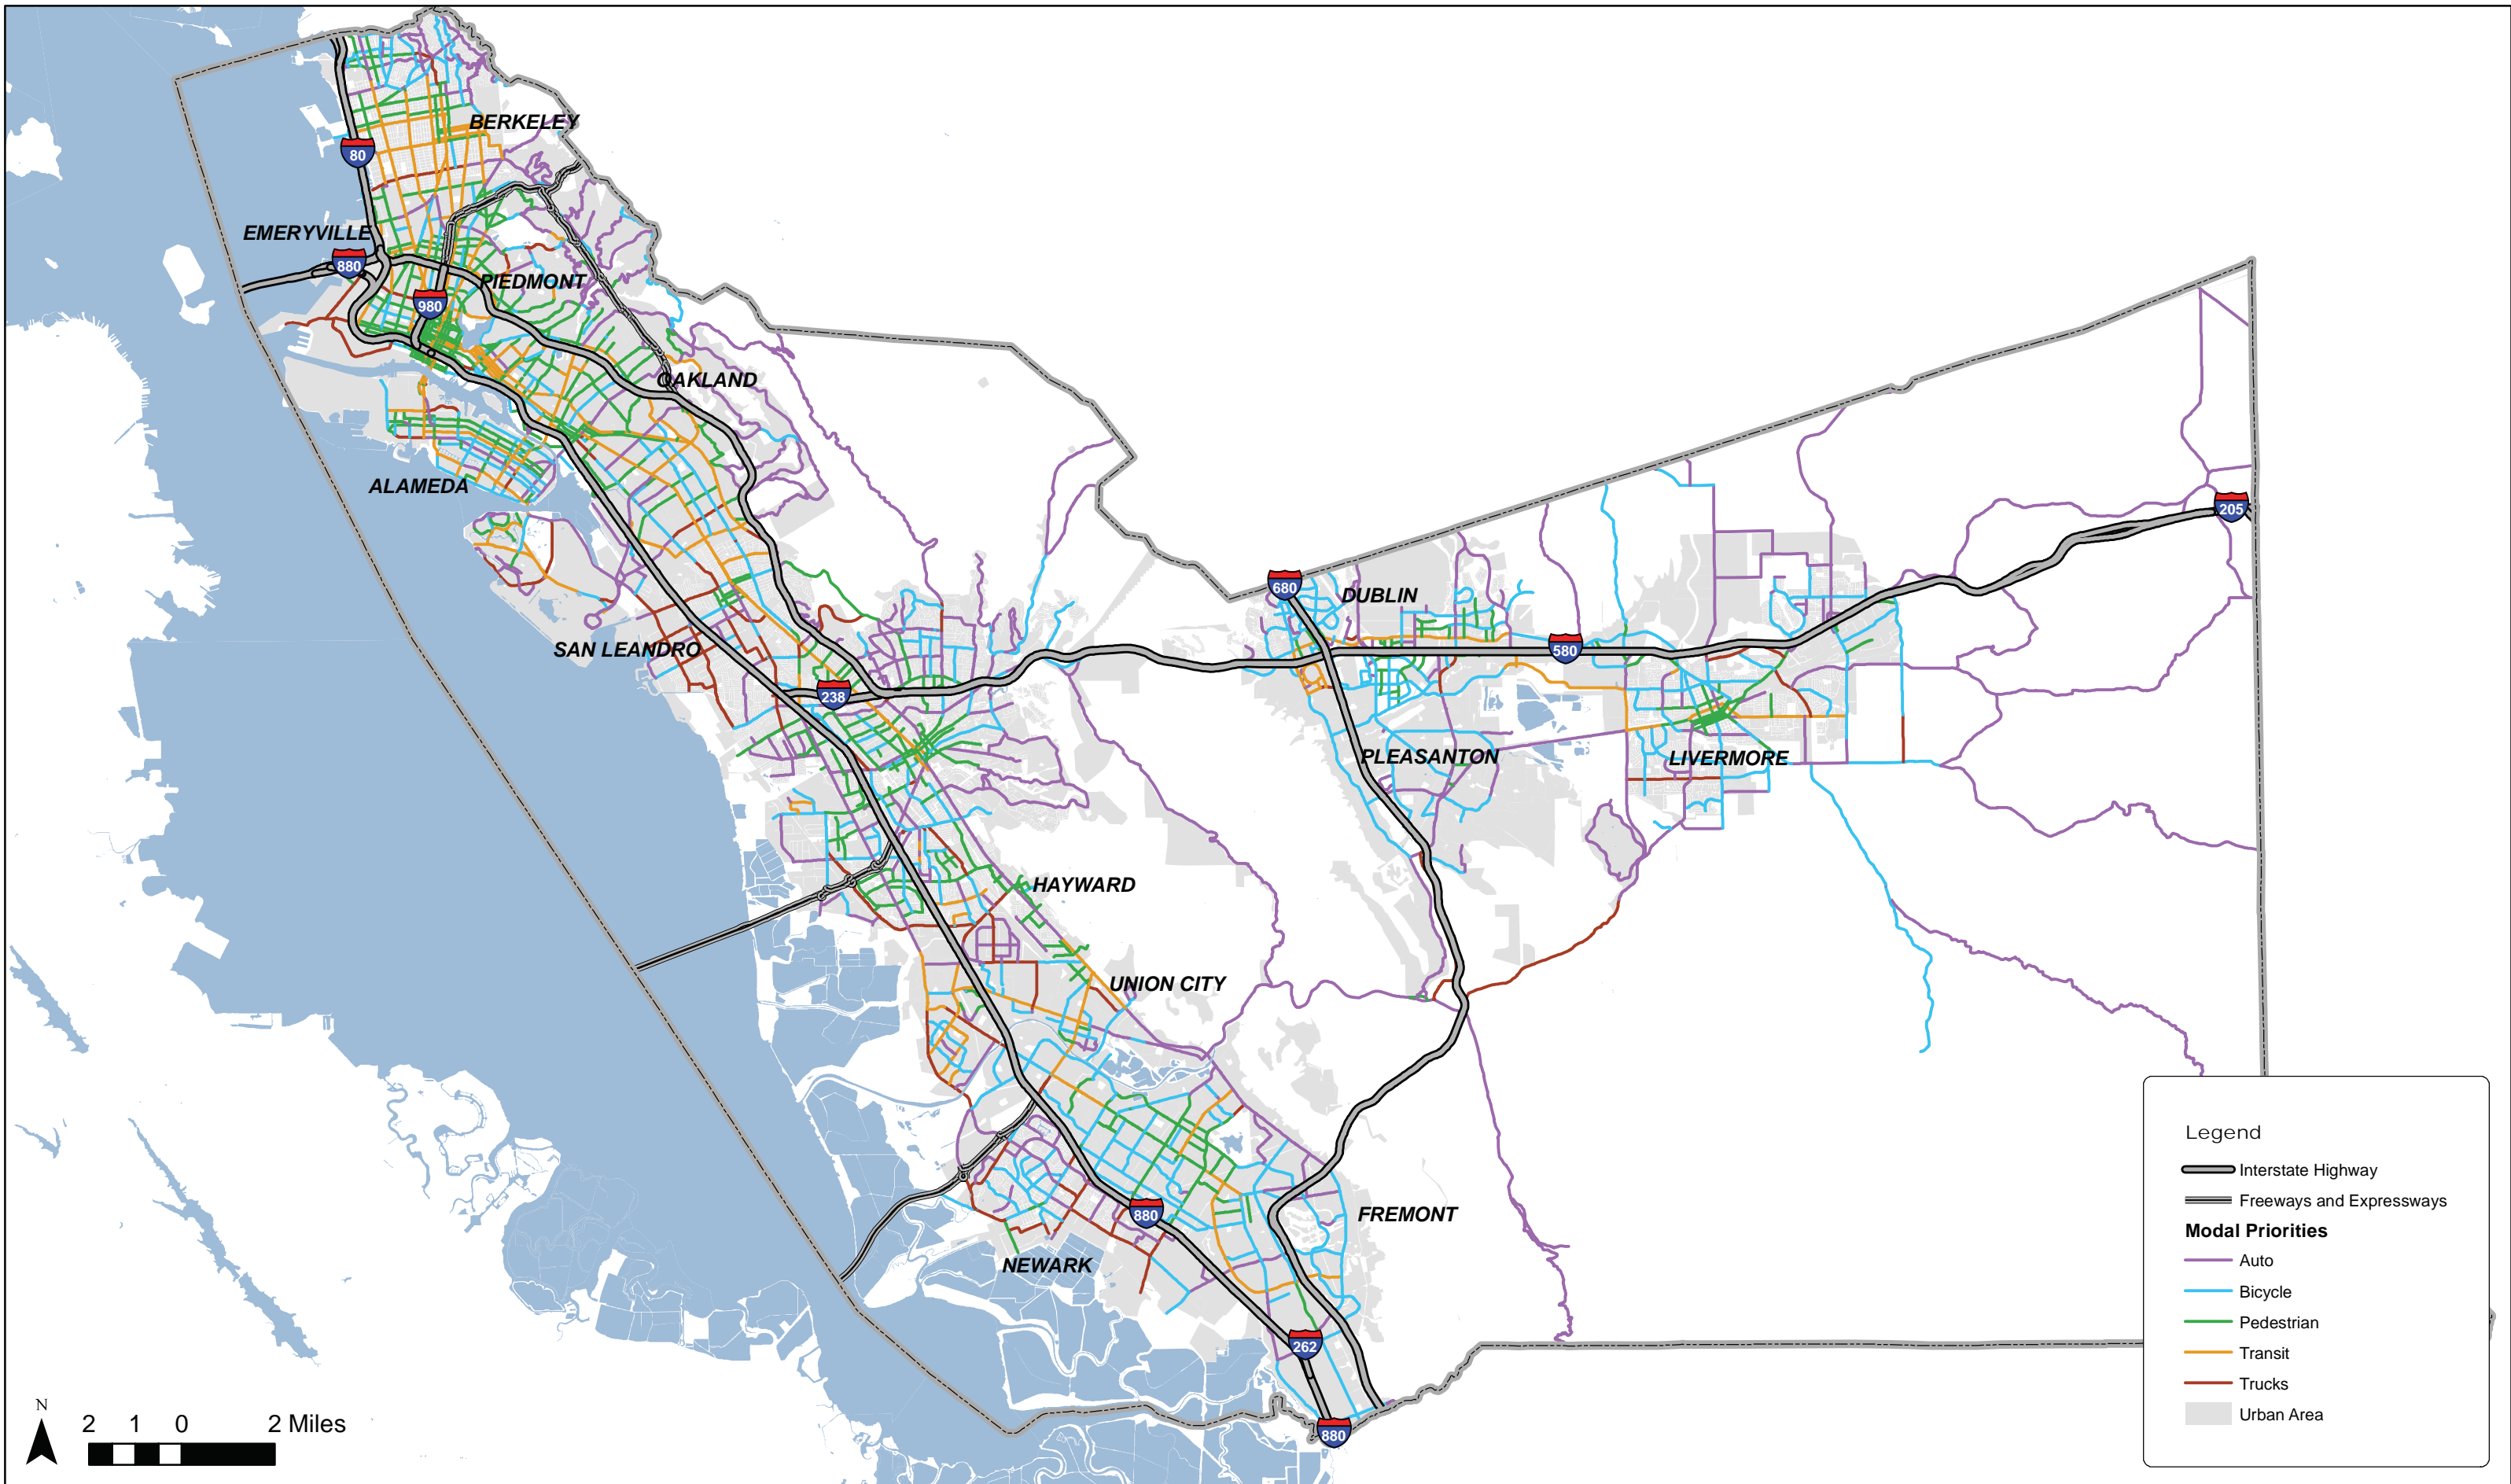 BERKELEY
80
EMERYVILLE
880
PIEDMONT
980
OAKLAND
ALAMEDA
205
680
DUBLIN
SAN LEANDRO
580
238
PLEASANTON
LIVERMORE
HAYWARD
UNION CITY
880
FREMONT
NEWARK
262
880
N
2 1 0 2 Miles
Legend
Interstate Highway
Freeways and Expressways
Modal Priorities
Auto
Bicycle
Pedestrian
Transit
Trucks
Urban Area